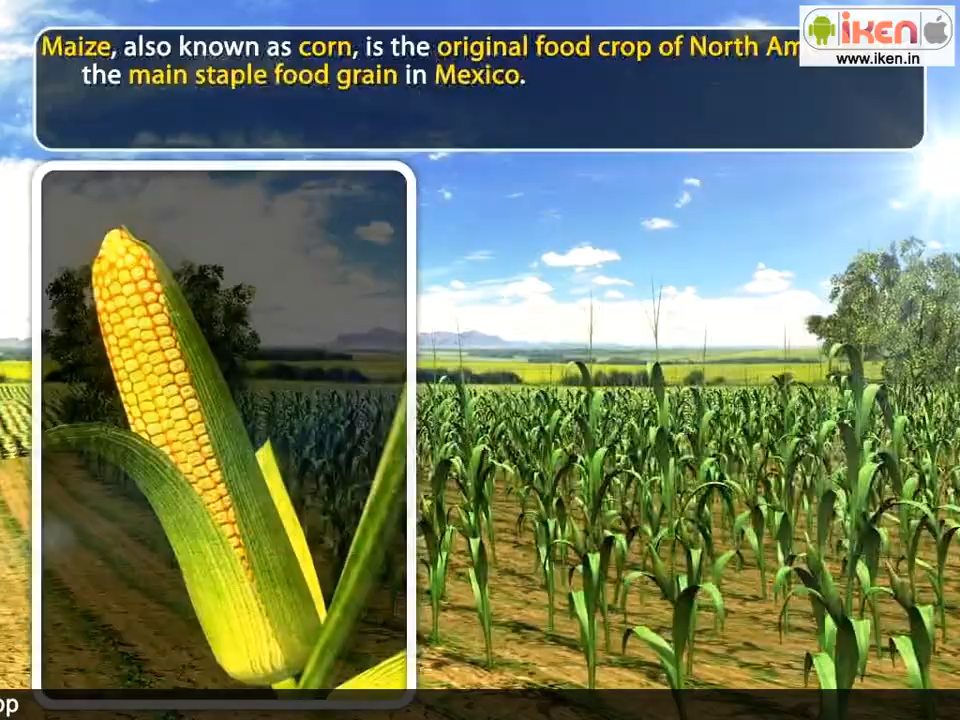 Maize, also known as corn, is the original food crop of North
the main staple food grain in Mexico.
iKEN
www.iken.in